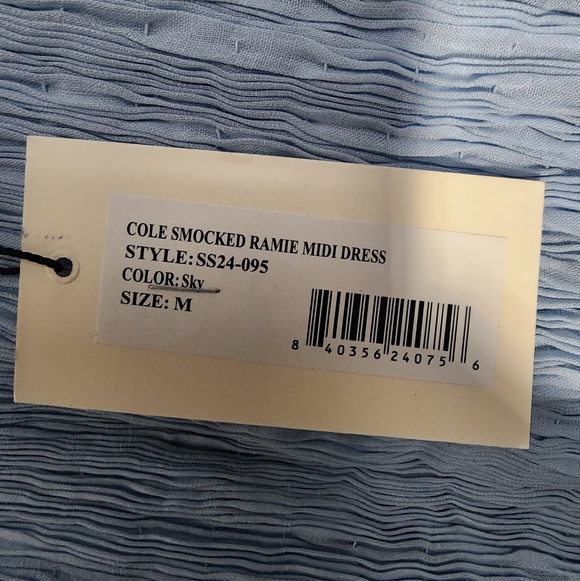 COLE SMOCKED RAMIE MIDI DRESS
STYLE: SS24-095
COLOR: Sky
SIZE: M
8 40356 24075 6